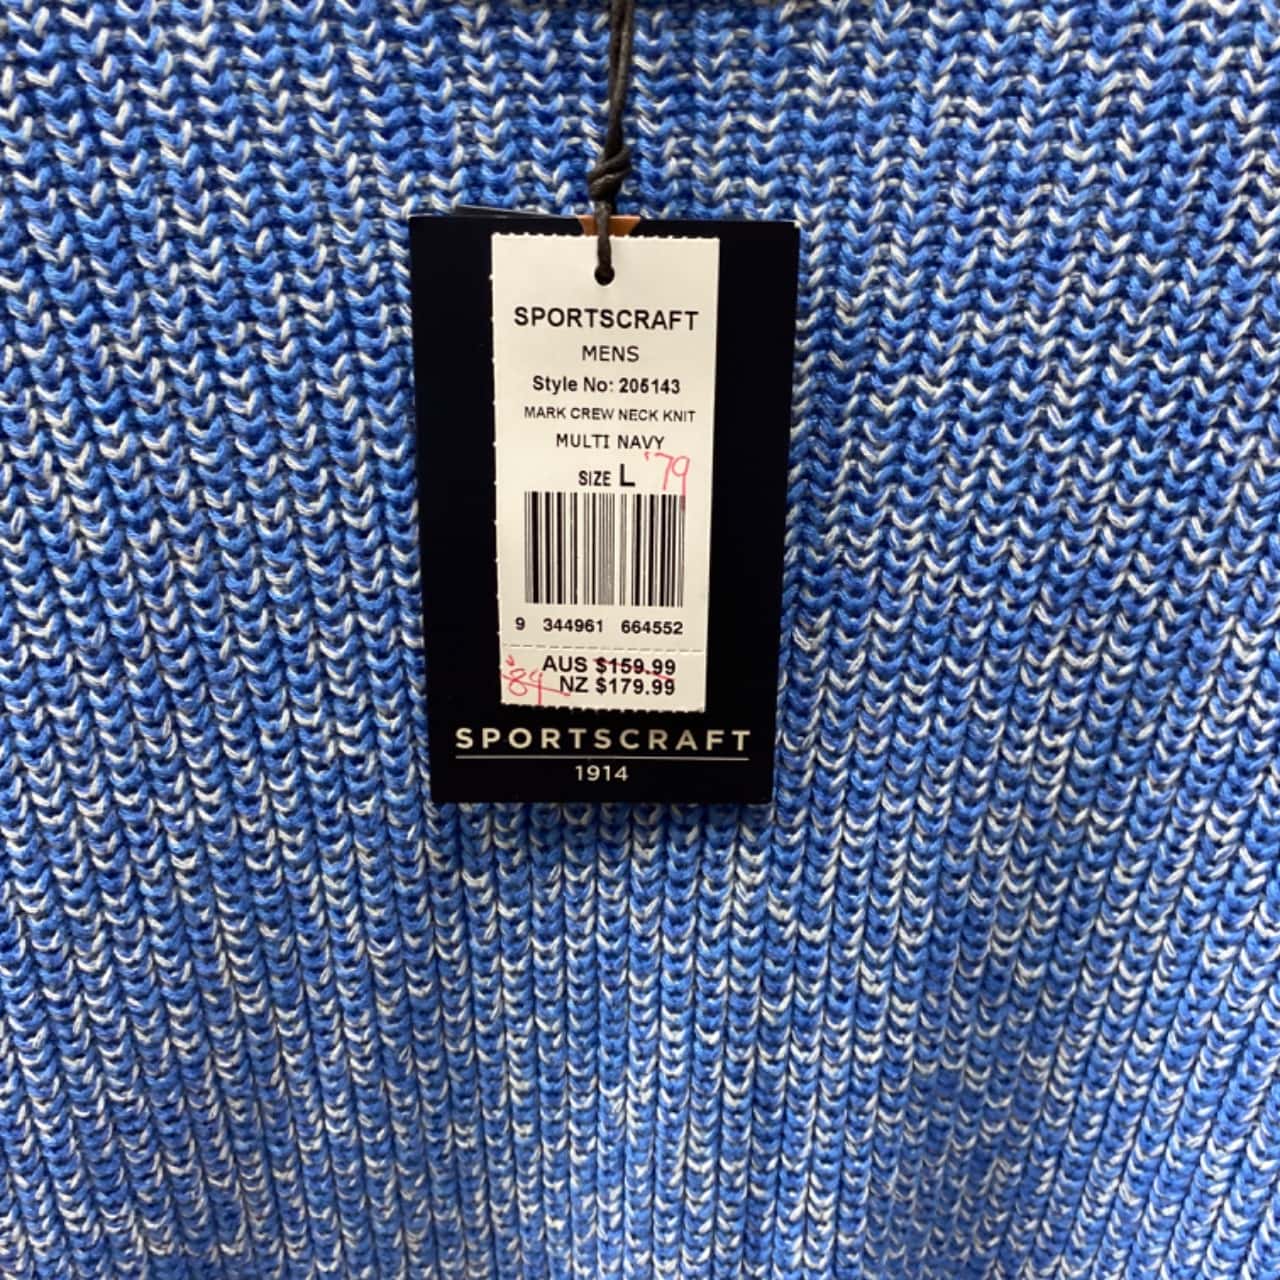 SPORTSCRAFT
MENS
Style No: 205143
MARK CREW NECK KNIT
MULTI NAVY
SIZE L $79
9 344961 664552
AUS $159.99
$89 NZ $179.99
SPORTSCRAFT
1914